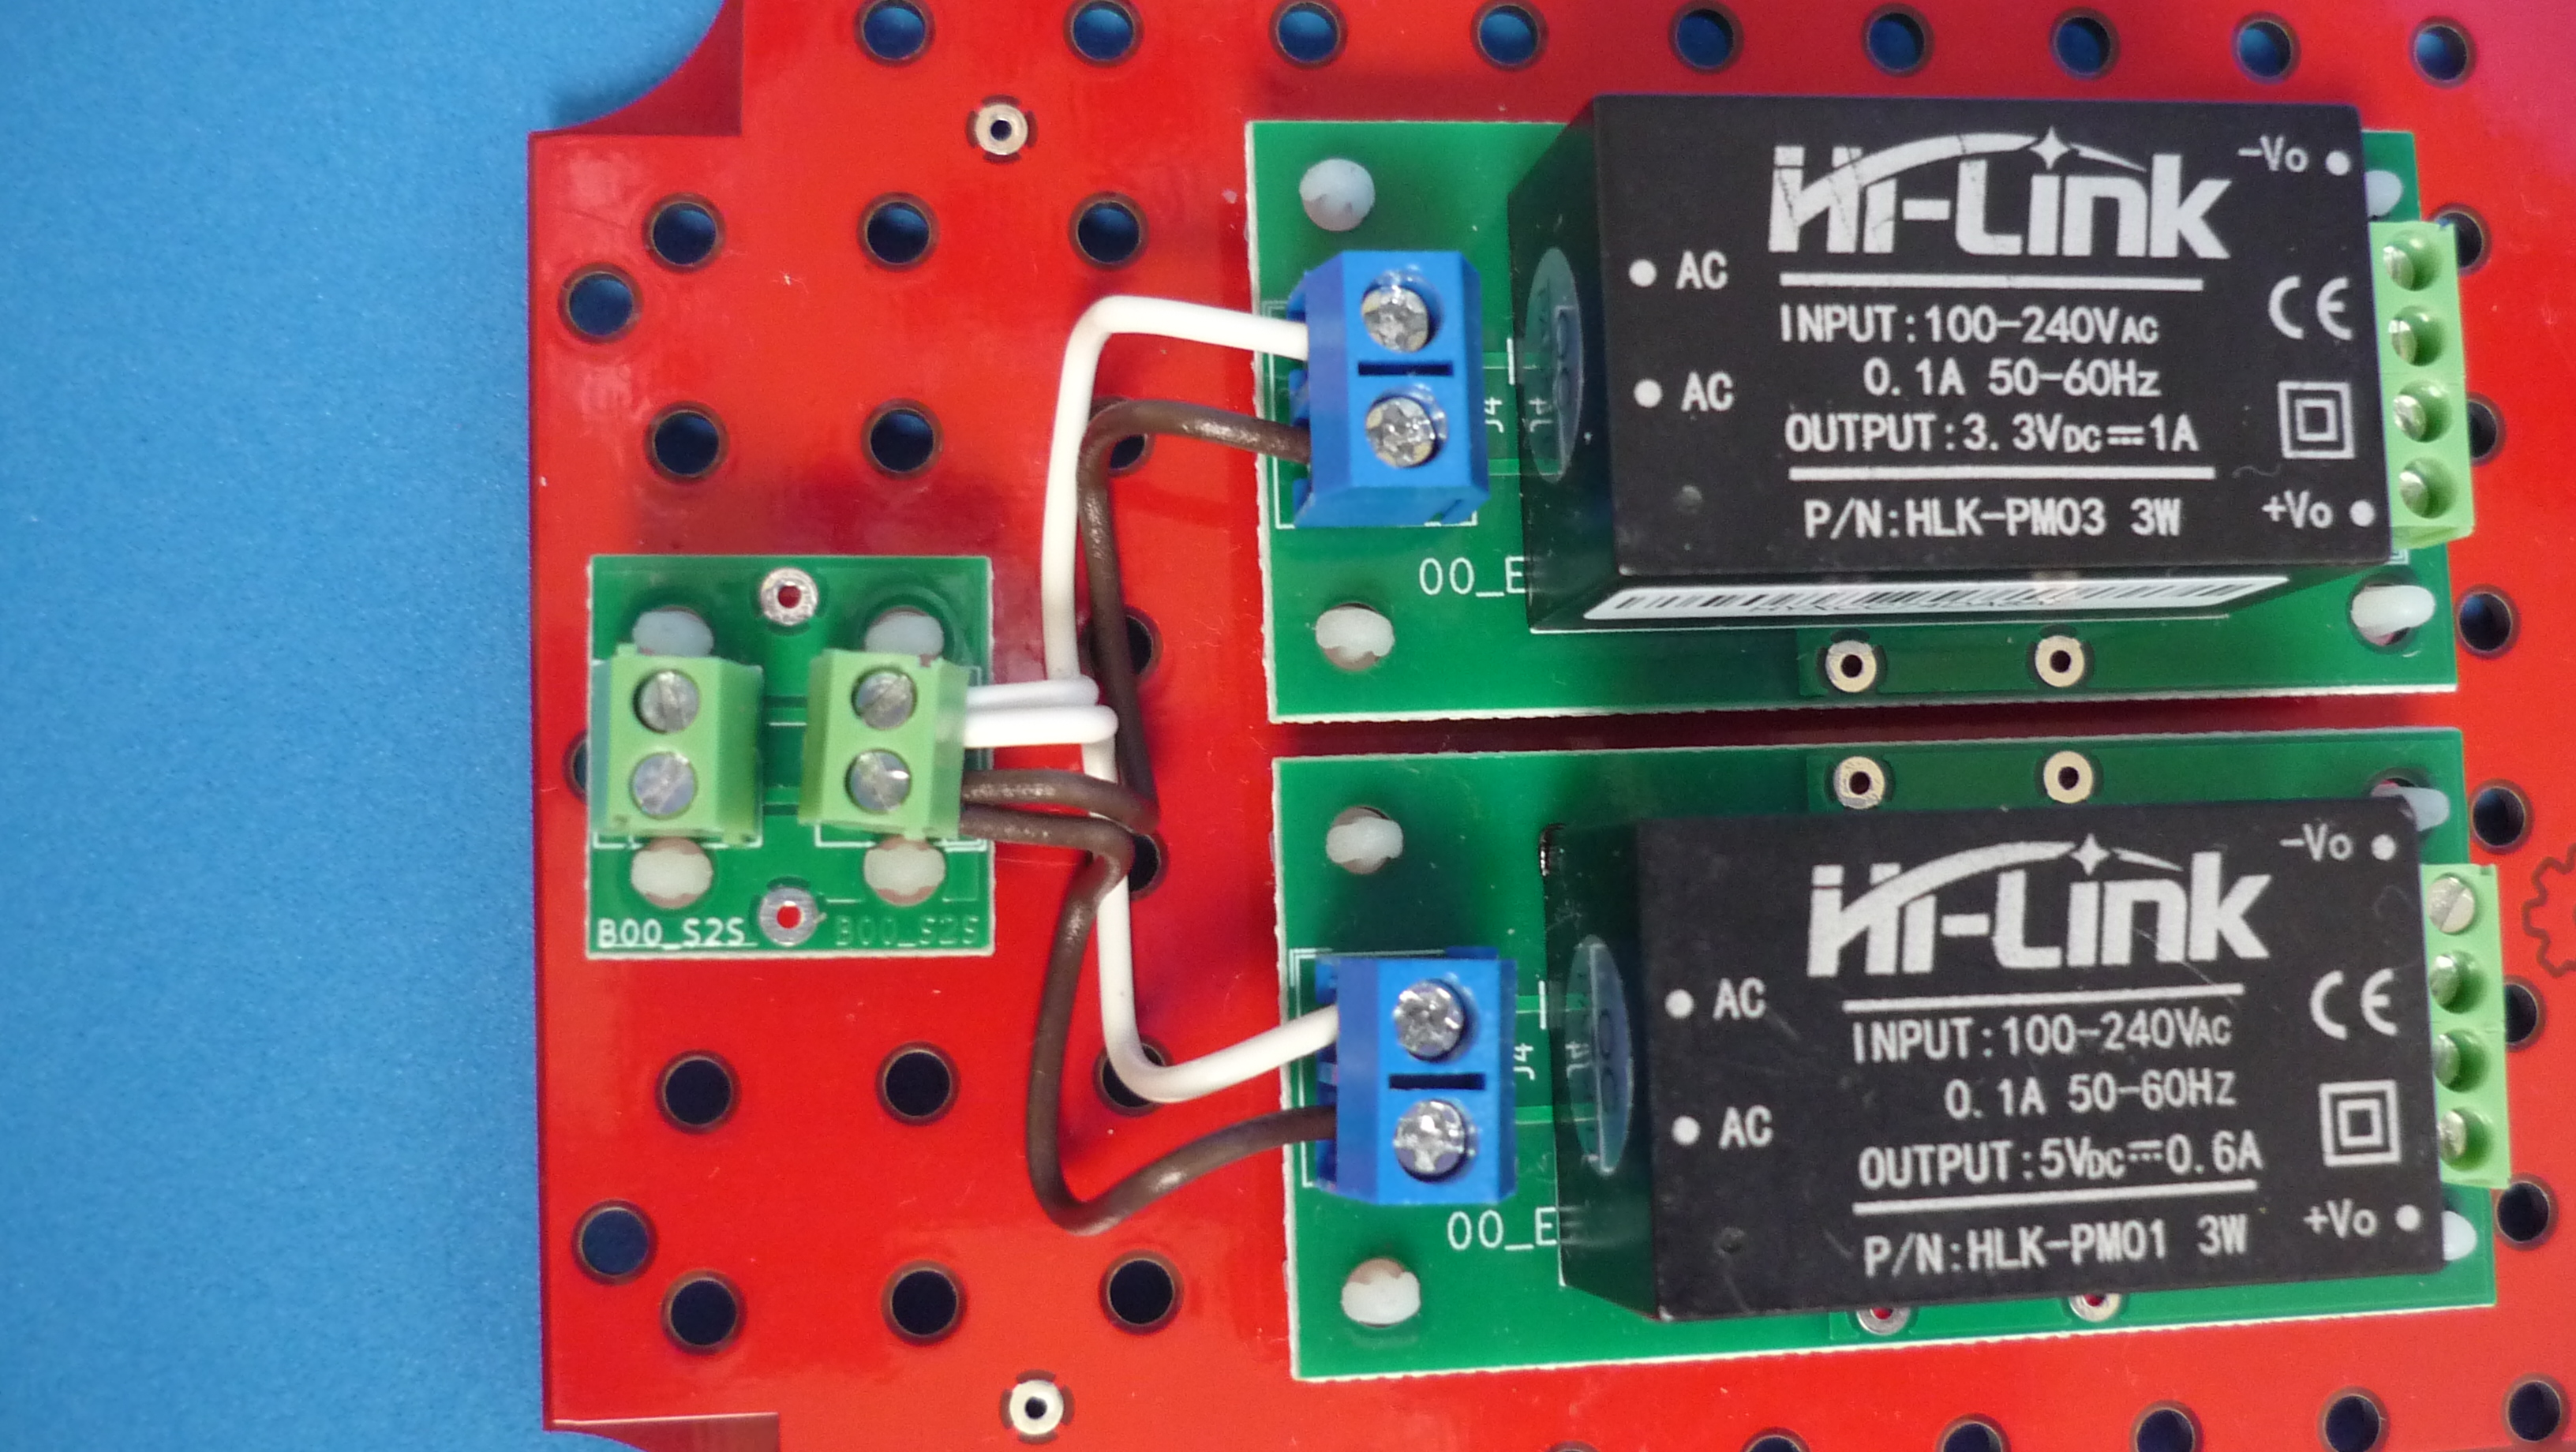 Hi-Link
-Vo
AC
INPUT:100-240VAC
CE
AC
0.1A 50-60Hz
OUTPUT:3.3VDC⎓1A
+Vo
P/N:HLK-PM03 3W
J4
00_E
B00_S2S
B00_S2S
Hi-Link
-Vo
AC
INPUT:100-240VAC
CE
0.1A 50-60Hz
AC
OUTPUT:5VDC⎓0.6A
+Vo
P/N:HLK-PM01 3W
J4
00_E